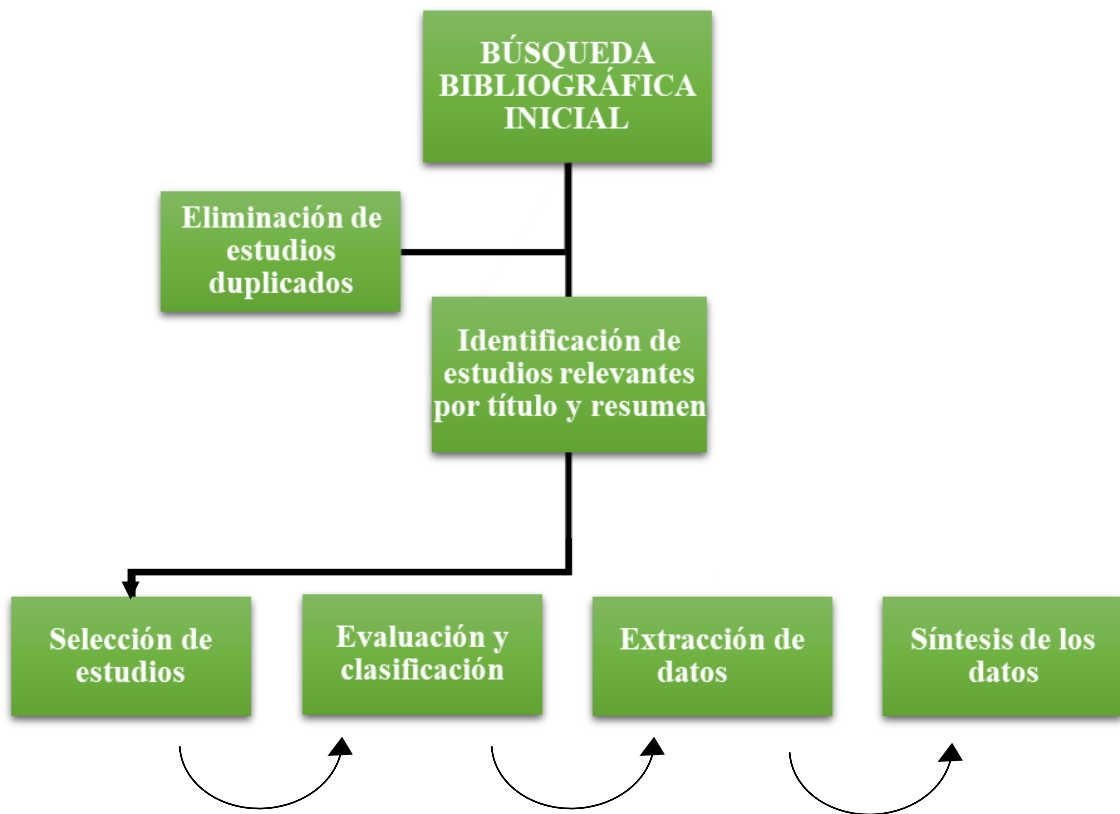 BÚSQUEDA
BIBLIOGRÁFICA
INICIAL
Eliminación de
estudios
duplicados
Identificación de
estudios relevantes
por título y resumen
Selección de
estudios
Evaluación y
clasificación
Extracción de
datos
Síntesis de los
datos